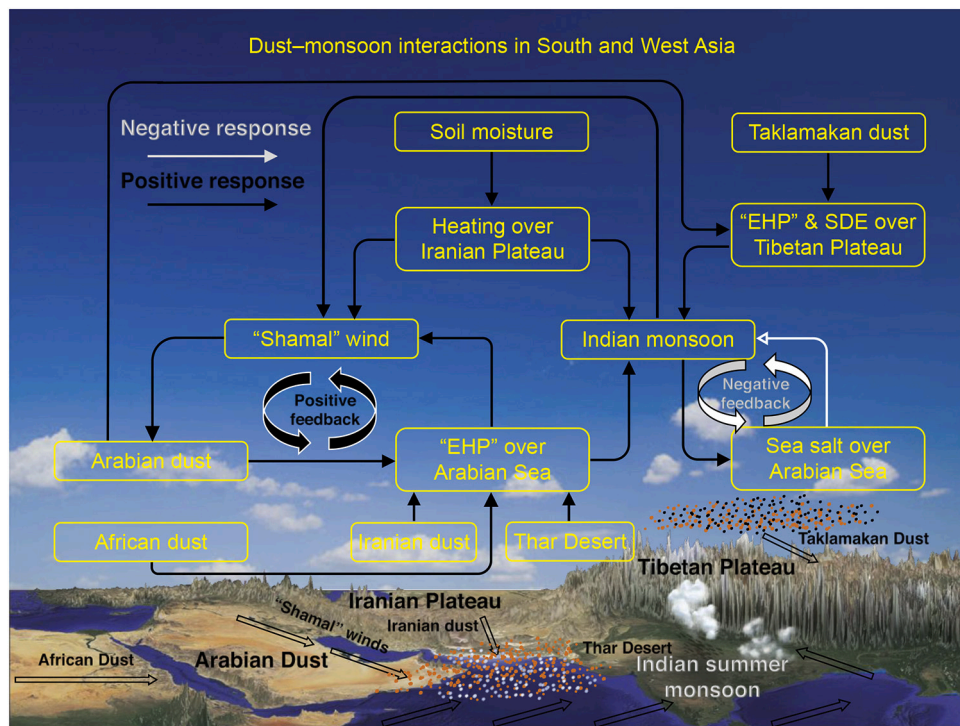 Dust–monsoon interactions in South and West Asia
Negative response
Positive response
Soil moisture
Taklamakan dust
Heating over
Iranian Plateau
“EHP” & SDE over
Tibetan Plateau
“Shamal” wind
Indian monsoon
Positive
feedback
Negative
feedback
Arabian dust
“EHP” over
Arabian Sea
Sea salt over
Arabian Sea
African dust
Iranian dust
Thar Desert
Taklamakan Dust
Tibetan Plateau
Iranian Plateau
“Shamal” winds
Iranian dust
Thar Desert
African Dust
Arabian Dust
Indian summer
monsoon